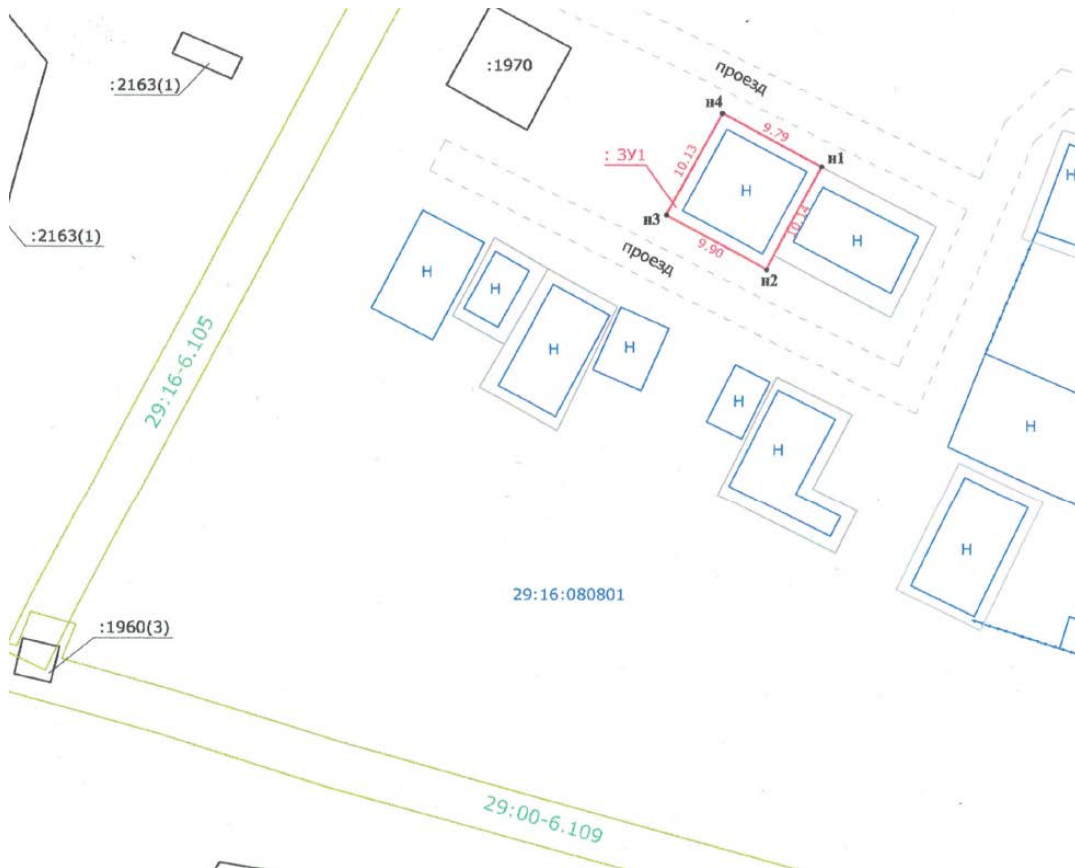 проезд
:1970
:2163(1)
н4
9.79
н1
: ЗУ1
10.13
Н
10.14
н3
9.90
н2
Н
Н
проезд
:2163(1)
Н
Н
Н
Н
29:16-6.105
Н
Н
Н
Н
29:16:080801
:1960(3)
29:00-6.109